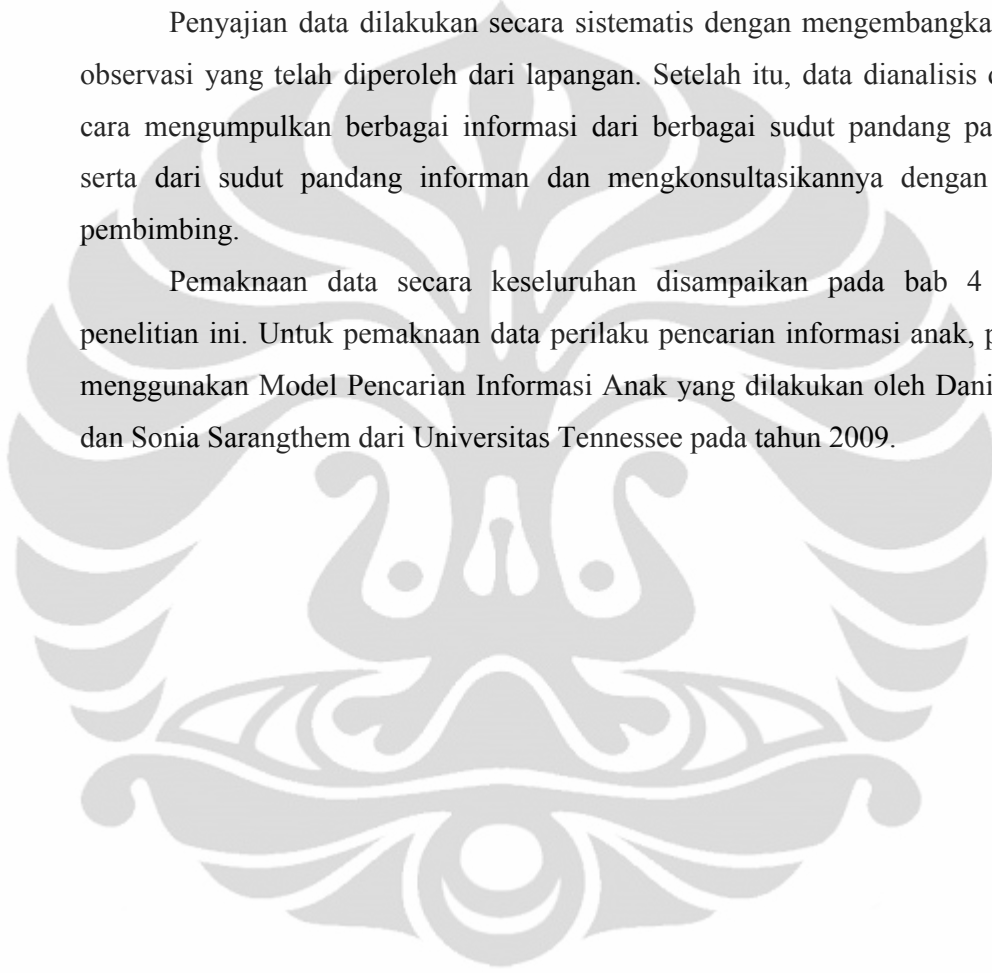 Penyajian data dilakukan secara sistematis dengan mengembangka
observasi yang telah diperoleh dari lapangan. Setelah itu, data dianalisis
cara mengumpulkan berbagai informasi dari berbagai sudut pandang pa
serta dari sudut pandang informan dan mengkonsultasikannya dengan
pembimbing.
Pemaknaan data secara keseluruhan disampaikan pada bab 4
penelitian ini. Untuk pemaknaan data perilaku pencarian informasi anak, p
menggunakan Model Pencarian Informasi Anak yang dilakukan oleh Dani
dan Sonia Sarangthem dari Universitas Tennessee pada tahun 2009.